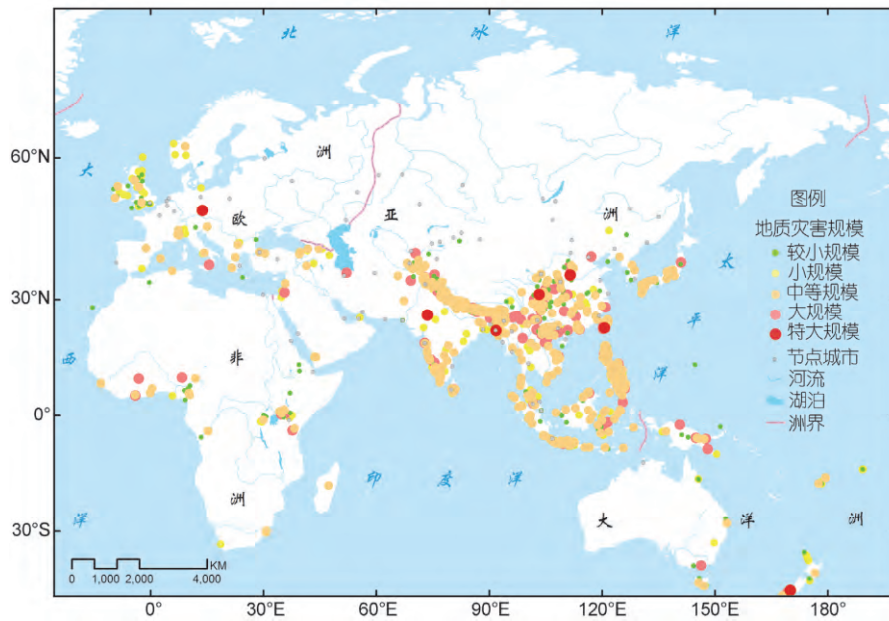 北 冰 洋
60°N
30°N
0°
30°S
大 西 洋
欧 洲
亚 洲
非 洲
太 平 洋
印 度 洋
大 洋 洲
图例
地质灾害规模
较小规模
小规模
中等规模
大规模
特大规模
节点城市
河流
湖泊
洲界
KM
0 1,000 2,000 4,000
0° 30°E 60°E 90°E 120°E 150°E 180°